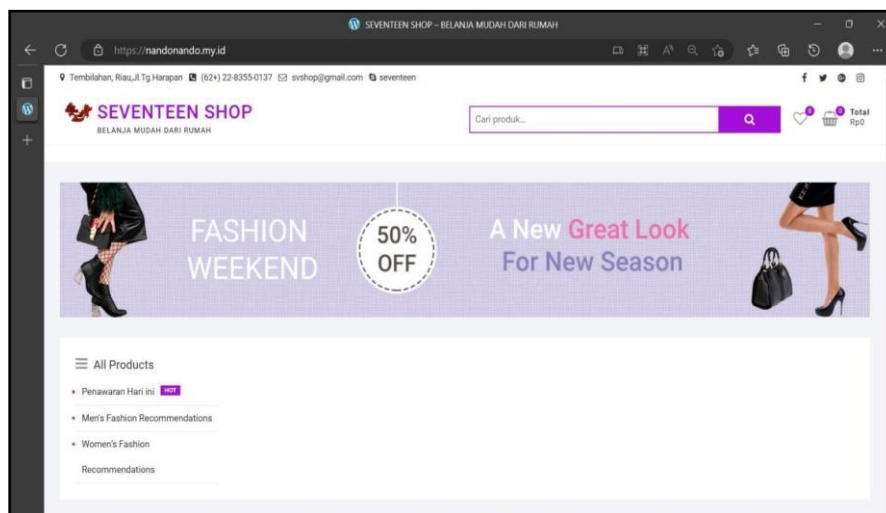 SEVENTEEN SHOP – BELANJA MUDAH DARI RUMAH
https://nandonando.my.id
Tembilahan, Riau,Jl.Tg.Harapan (62+) 22-8355-0137 svshop@gmail.com seventeen
SEVENTEEN SHOP
BELANJA MUDAH DARI RUMAH
Cari produk...
0
0
Total
Rp0
FASHION
WEEKEND
50%
OFF
A New Great Look
For New Season
All Products
Penawaran Hari ini HOT
Men's Fashion Recommendations
Women's Fashion
Recommendations